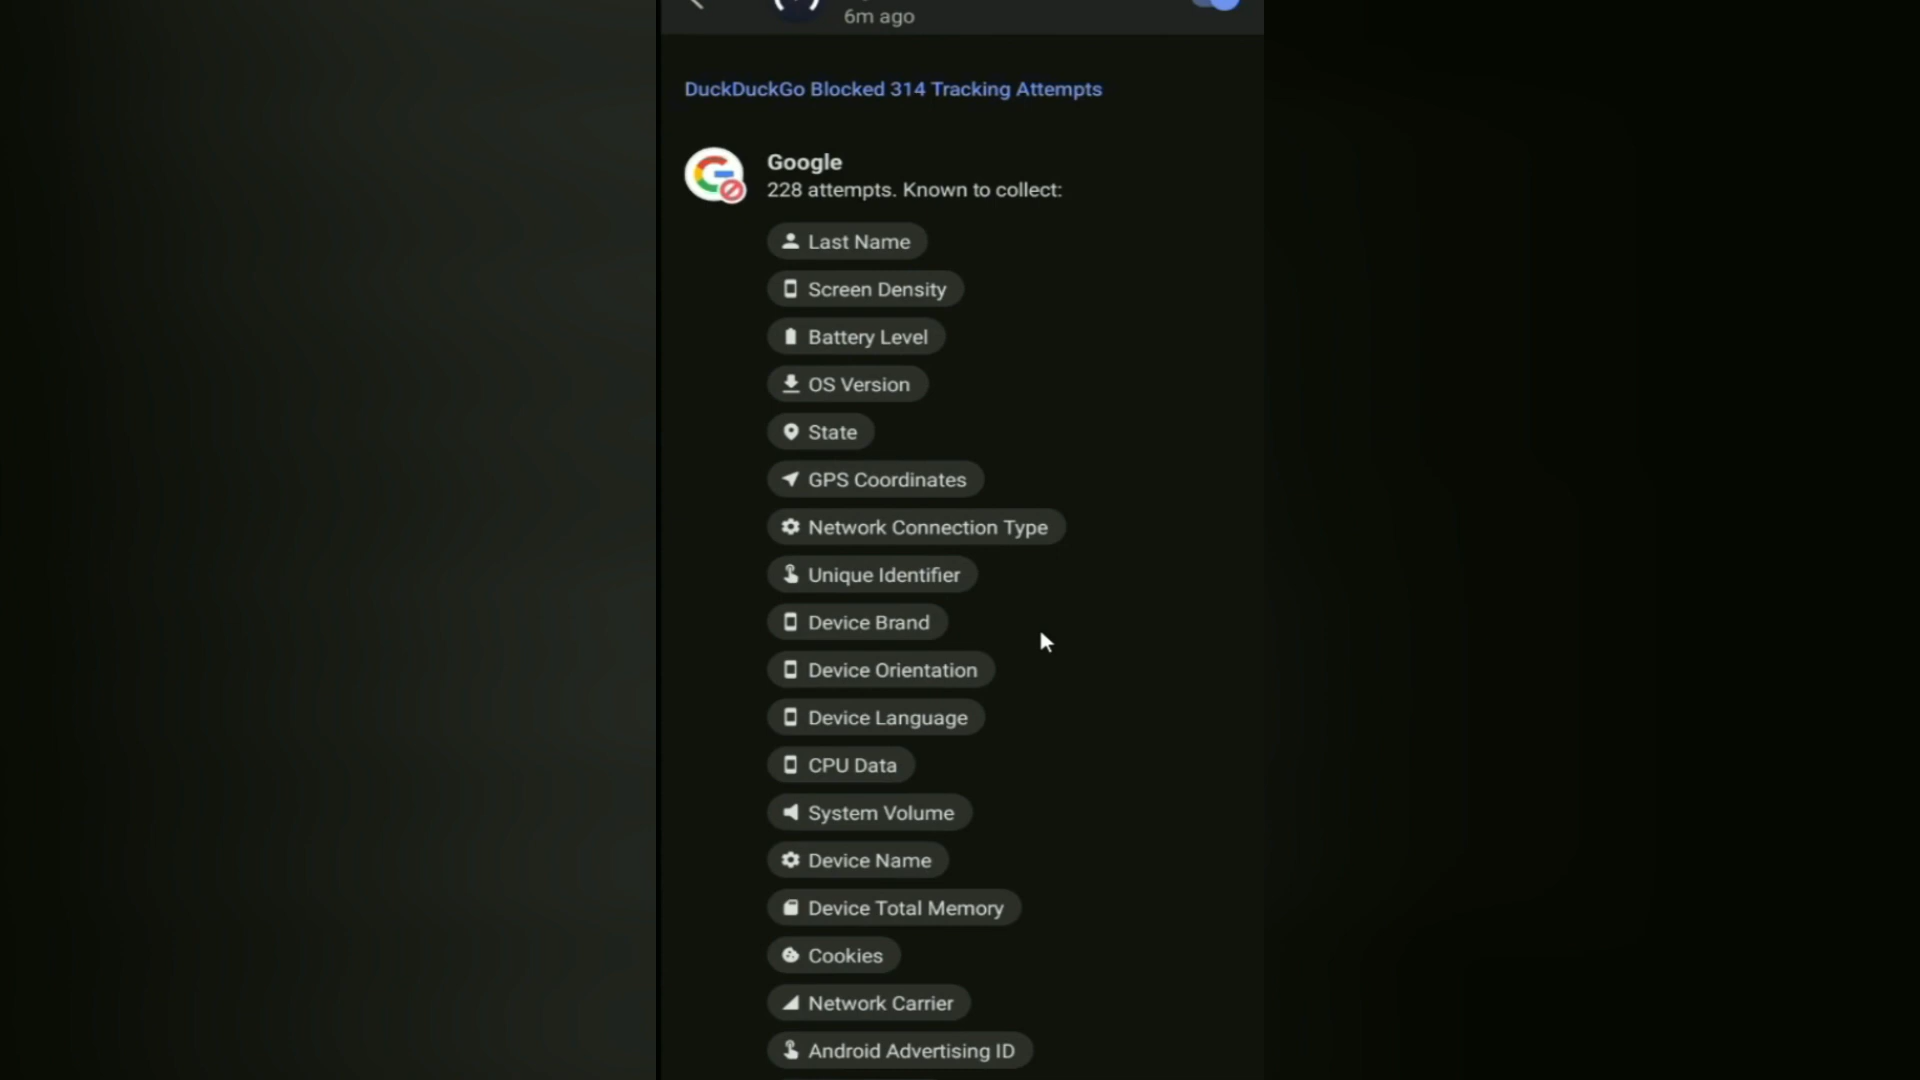 6m ago
DuckDuckGo Blocked 314 Tracking Attempts
Google
228 attempts. Known to collect:
Last Name
Screen Density
Battery Level
OS Version
State
GPS Coordinates
Network Connection Type
Unique Identifier
Device Brand
Device Orientation
Device Language
CPU Data
System Volume
Device Name
Device Total Memory
Cookies
Network Carrier
Android Advertising ID